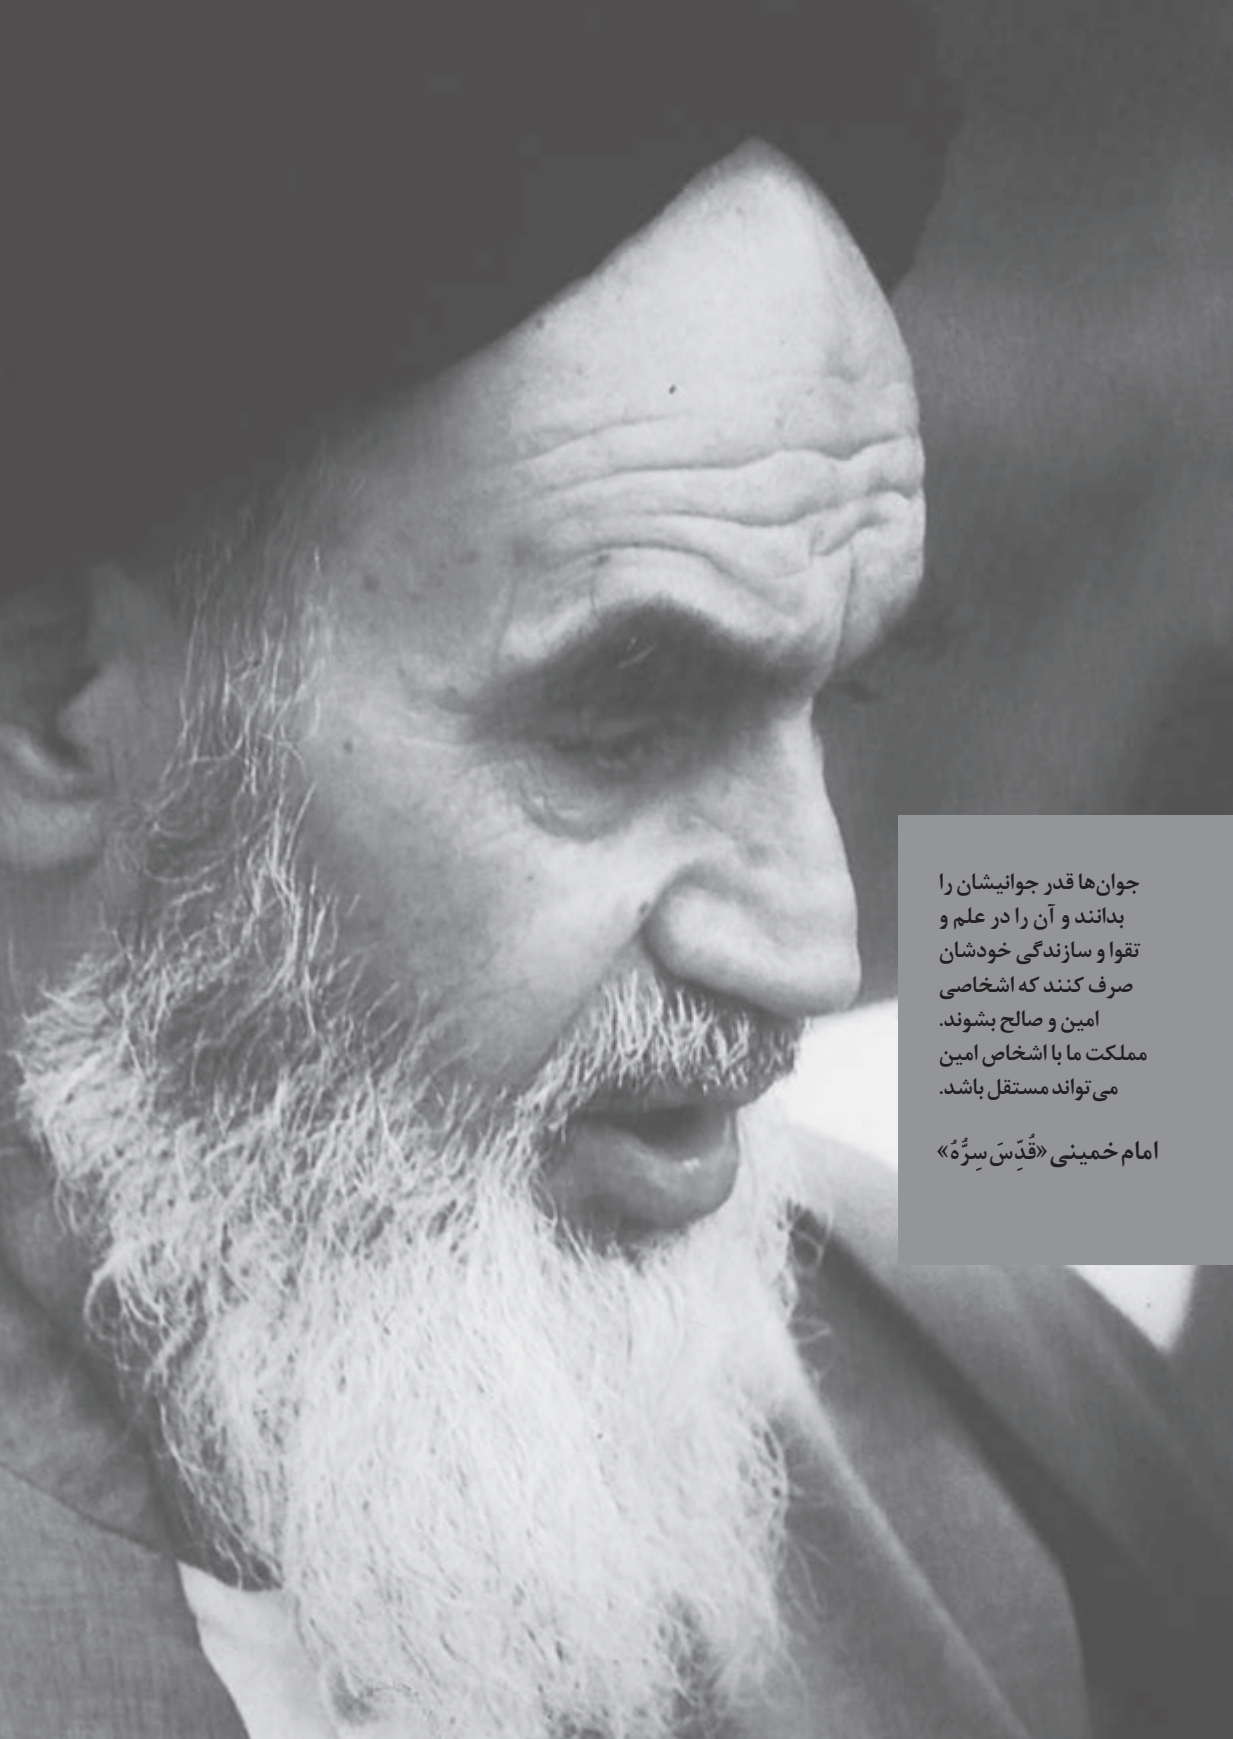 جوان‌ها قدر جوانیشان را
بدانند و آن را در علم و
تقوا و سازندگی خودشان
صرف کنند که اشخاصی
امین و صالح بشوند.
مملکت ما با اشخاص امین
می‌تواند مستقل باشد.
امام خمینی «قُدِّسَ سِرُّهُ»